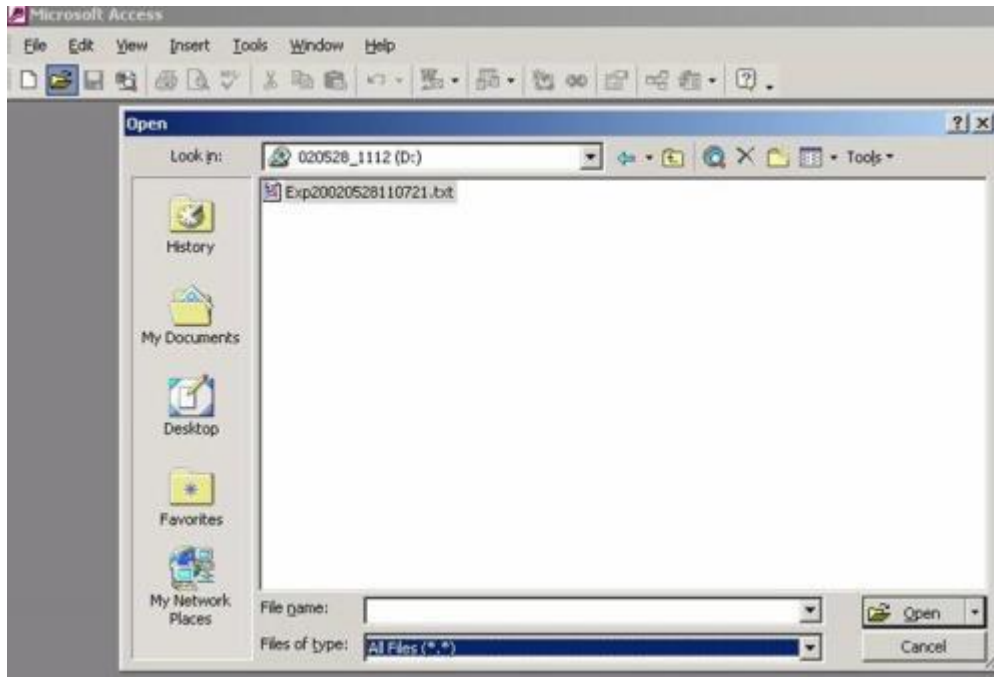 Microsoft Access
File Edit View Insert Tools Window Help
Open
Look in: 020528_1112 (D:) Tools
Exp20020528110721.txt
History
My Documents
Desktop
Favorites
My Network Places
File name: Open
Files of type: All Files (*.*) Cancel